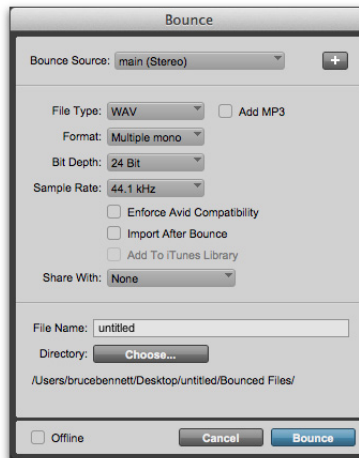 Bounce
Bounce Source: main (Stereo) +
File Type: WAV Add MP3
Format: Multiple mono
Bit Depth: 24 Bit
Sample Rate: 44.1 kHz
Enforce Avid Compatibility
Import After Bounce
Add To iTunes Library
Share With: None
File Name: untitled
Directory: Choose...
/Users/brucebennett/Desktop/untitled/Bounced Files/
Offline Cancel Bounce